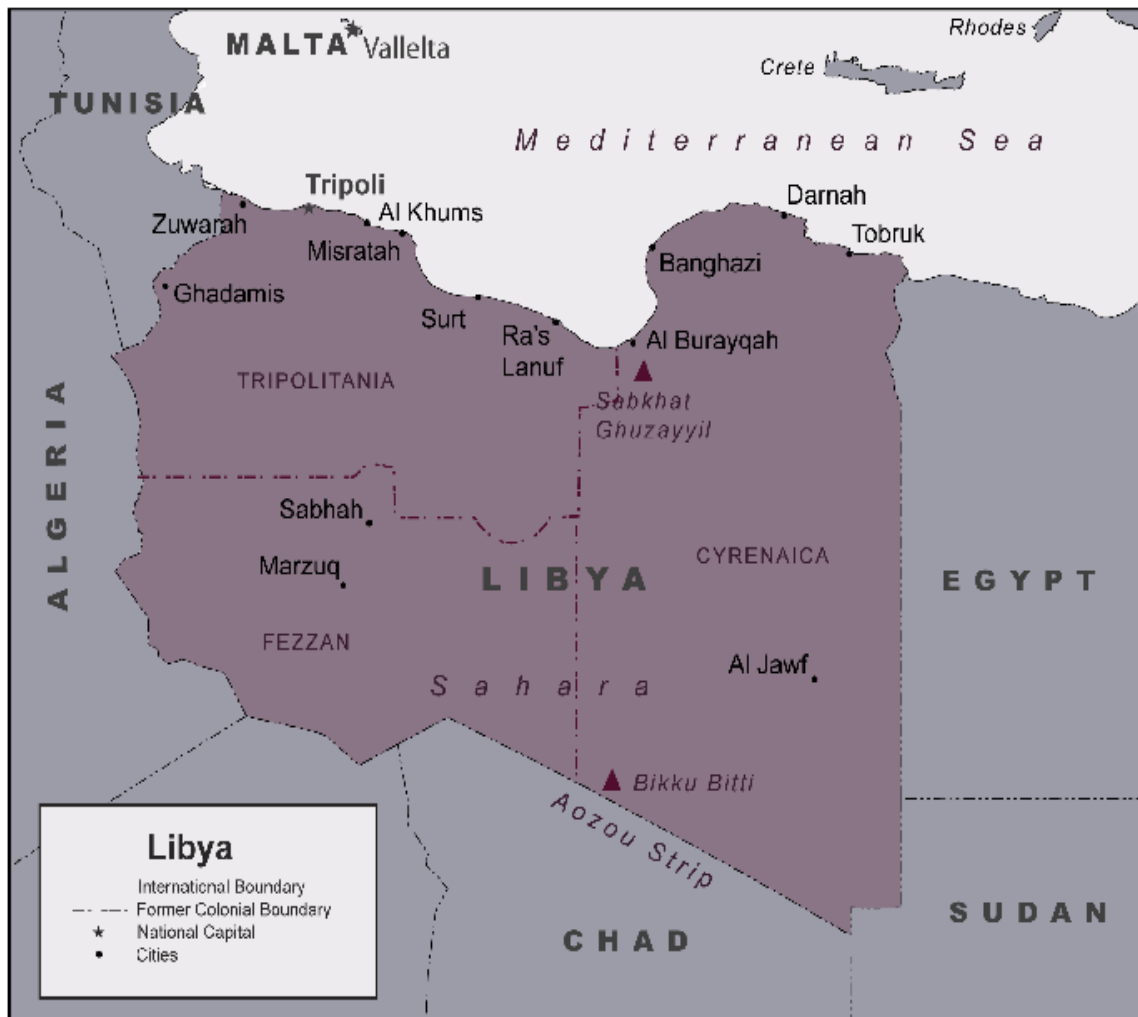 Rhodes
MALTA
Vallelta
Crete
TUNISIA
Mediterranean Sea
Tripoli
Darnah
Al Khums
Zuwarah
Tobruk
Misratah
Banghazi
Ghadamis
Surt
Ra's
Lanuf
Al Burayqah
TRIPOLITANIA
Sabkhat
Ghuzayyil
ALGERIA
Sabhah
CYRENAICA
Marzuq
LIBYA
EGYPT
FEZZAN
Al Jawf
Sahara
Bikku Bitti
Aozou Strip
Libya
International Boundary
Former Colonial Boundary
National Capital
Cities
CHAD
SUDAN